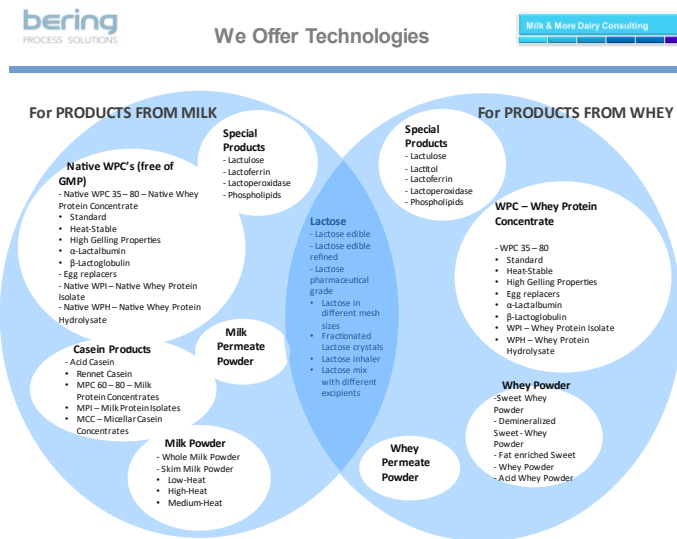 bering
PROCESS SOLUTIONS
We Offer Technologies
Milk & More Dairy Consulting
For PRODUCTS FROM MILK
For PRODUCTS FROM WHEY
Special
Products
- Lactulose
- Lactoferrin
- Lactoperoxidase
- Phospholipids
Native WPC's (free of
GMP)
- Native WPC 35 – 80 – Native Whey
Protein Concentrate
• Standard
• Heat-Stable
• High Gelling Properties
• α-Lactalbumin
• β-Lactoglobulin
- Egg replacers
- Native WPI – Native Whey Protein
Isolate
- Native WPH – Native Whey Protein
Hydrolysate
Milk
Permeate
Powder
Casein Products
- Acid Casein
• Rennet Casein
• MPC 60 – 80 – Milk
Protein Concentrates
• MPI – Milk Protein Isolates
• MCC – Micellar Casein
Concentrates
Milk Powder
- Whole Milk Powder
- Skim Milk Powder
• Low-Heat
• High-Heat
• Medium-Heat
Lactose
- Lactose edible
- Lactose edible
refined
- Lactose
pharmaceutical
grade
• Lactose in
different mesh
sizes
• Fractionated
Lactose crystals
• Lactose inhaler
• Lactose mix
with different
excipients
Special
Products
- Lactulose
- Lactitol
- Lactoferrin
- Lactoperoxidase
- Phospholipids
WPC – Whey Protein
Concentrate
- WPC 35 – 80
• Standard
• Heat-Stable
• High Gelling Properties
• Egg replacers
• α-Lactalbumin
• β-Lactoglobulin
• WPI – Whey Protein Isolate
• WPH – Whey Protein
Hydrolysate
Whey Powder
-Sweet Whey
Powder
- Demineralized
Sweet - Whey
Powder
- Fat enriched Sweet
- Whey Powder
- Acid Whey Powder
Whey
Permeate
Powder